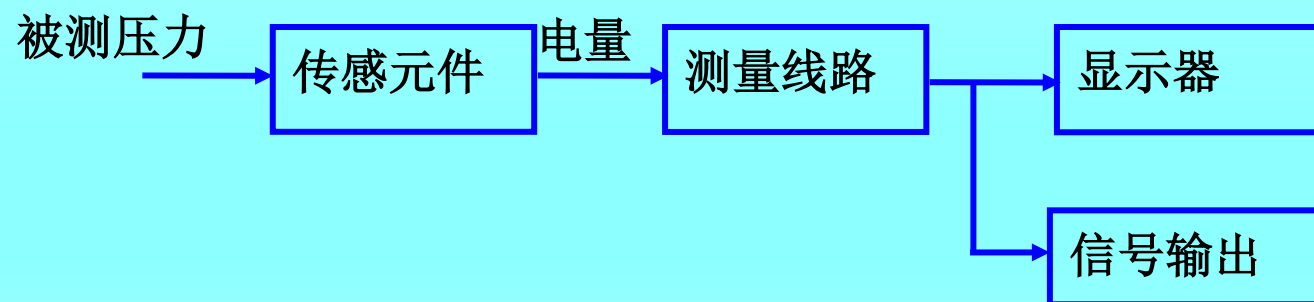 被测压力
传感元件
电量
测量线路
显示器
信号输出